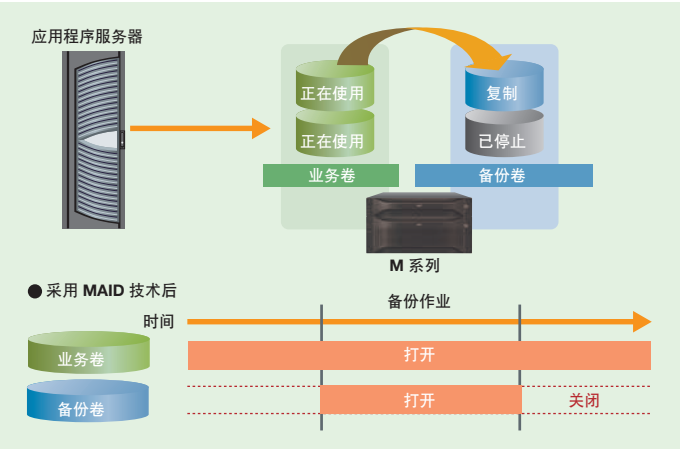 应用程序服务器
正在使用
复制
正在使用
已停止
业务卷
备份卷
M 系列
● 采用 MAID 技术后
备份作业
时间
业务卷
打开
备份卷
打开
关闭